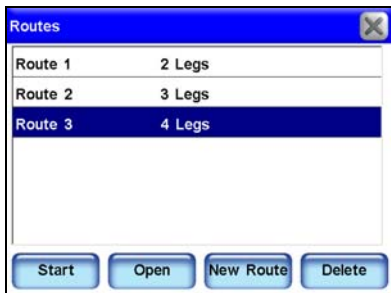 Routes
Route 1 2 Legs
Route 2 3 Legs
Route 3 4 Legs
Start Open New Route Delete